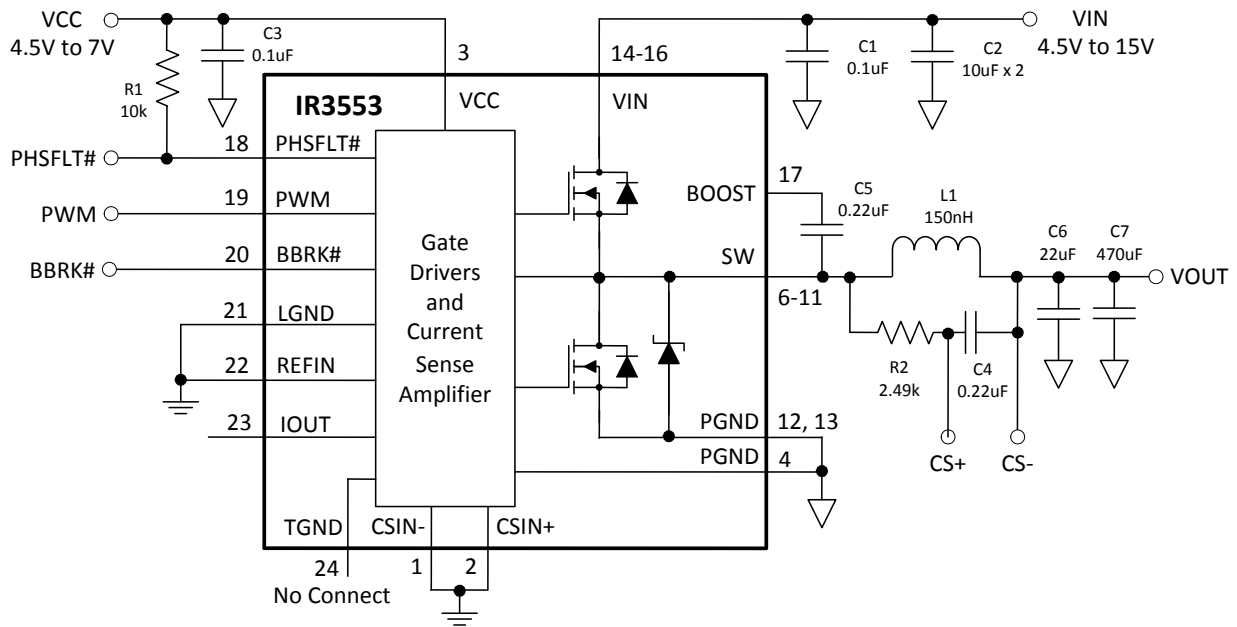 VCC
4.5V to 7V
C3
0.1uF
3
14-16
C1
0.1uF
C2
10uF x 2
VIN
4.5V to 15V
R1
10k
IR3553
VCC
VIN
PHSFLT#
18
PHSFLT#
PWM
19
PWM
BBRK#
20
BBRK#
21
LGND
22
REFIN
23
IOUT
Gate
Drivers
and
Current
Sense
Amplifier
BOOST
17
C5
0.22uF
SW
6-11
L1
150nH
C6
22uF
C7
470uF
VOUT
R2
2.49k
C4
0.22uF
CS+
CS-
PGND
12, 13
PGND
4
TGND
CSIN-
CSIN+
24
1
2
No Connect